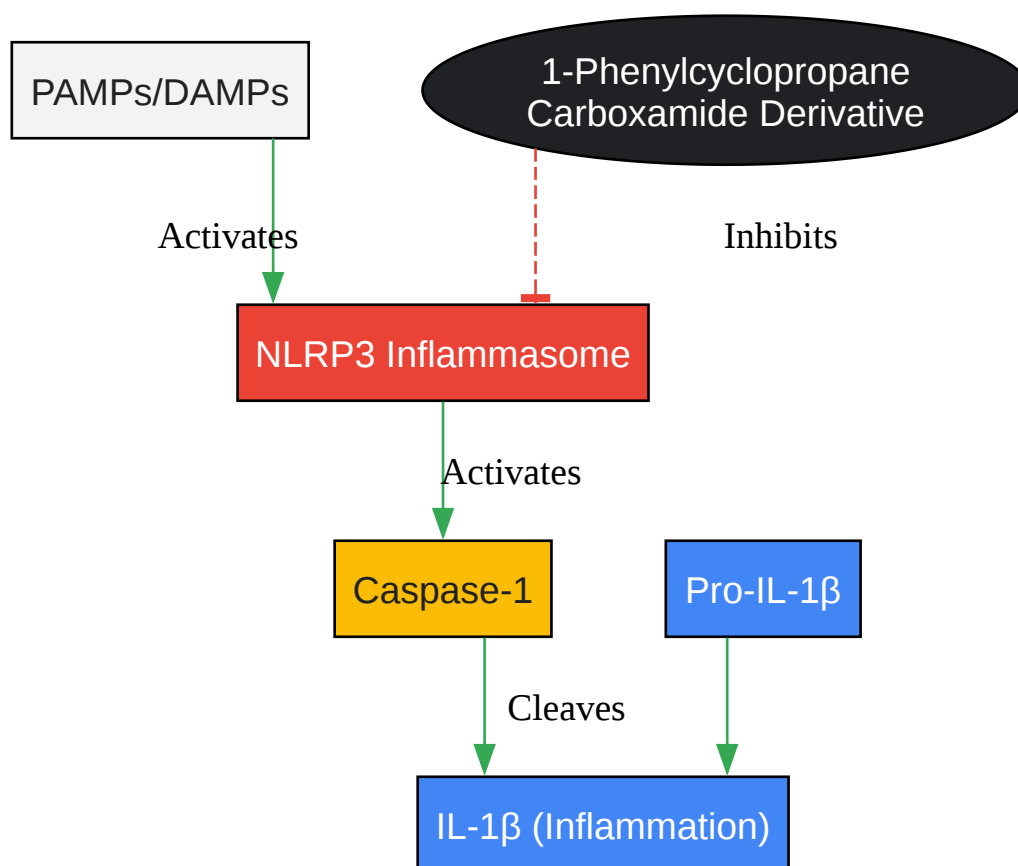 PAMPs/DAMPs
1-Phenylcyclopropane
Carboxamide Derivative
Activates
Inhibits
NLRP3 Inflammasome
Activates
Caspase-1
Pro-IL-1β
Cleaves
IL-1β (Inflammation)